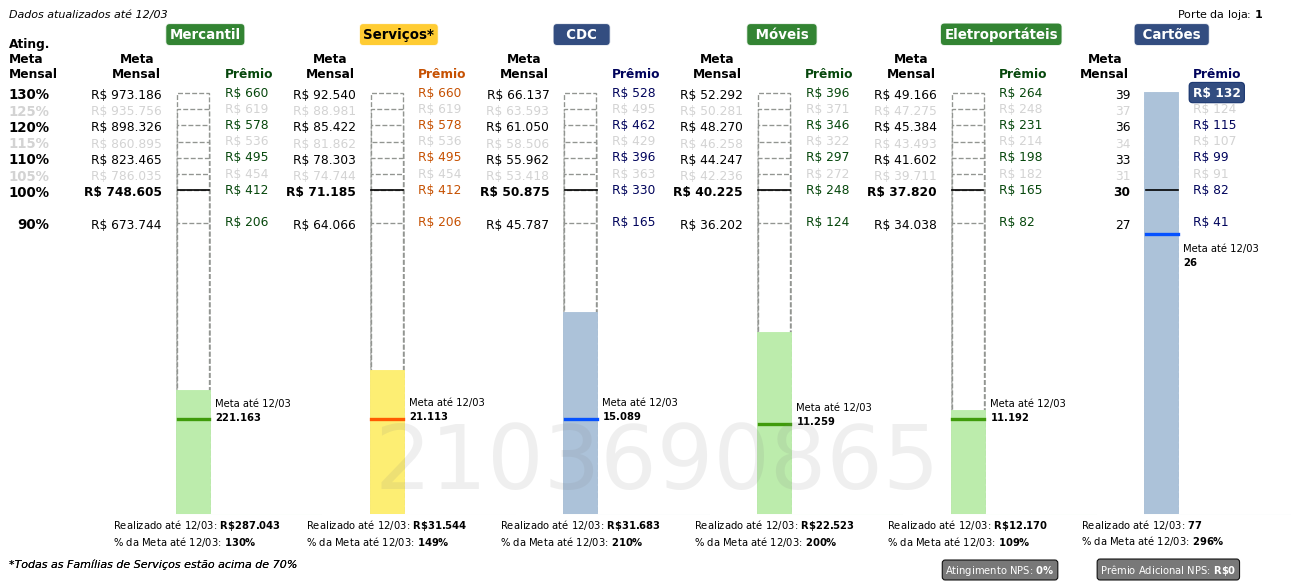 Dados atualizados até 12/03
Porte da loja: 1
Mercantil Serviços* CDC Móveis Eletroportáteis Cartões
Ating. Meta Mensal
Meta Mensal Prêmio Meta Mensal Prêmio Meta Mensal Prêmio Meta Mensal Prêmio Meta Mensal Prêmio Meta Mensal Prêmio
130% R$ 973.186 R$ 660 R$ 92.540 R$ 660 R$ 66.137 R$ 528 R$ 52.292 R$ 396 R$ 49.166 R$ 264 39 R$ 132
125% R$ 935.756 R$ 619 R$ 88.981 R$ 619 R$ 63.593 R$ 495 R$ 50.281 R$ 371 R$ 47.275 R$ 248 37 R$ 124
120% R$ 898.326 R$ 578 R$ 85.422 R$ 578 R$ 61.050 R$ 462 R$ 48.270 R$ 346 R$ 45.384 R$ 231 36 R$ 115
115% R$ 860.895 R$ 536 R$ 81.862 R$ 536 R$ 58.506 R$ 429 R$ 46.258 R$ 322 R$ 43.493 R$ 214 34 R$ 107
110% R$ 823.465 R$ 495 R$ 78.303 R$ 495 R$ 55.962 R$ 396 R$ 44.247 R$ 297 R$ 41.602 R$ 198 33 R$ 99
105% R$ 786.035 R$ 454 R$ 74.744 R$ 454 R$ 53.418 R$ 363 R$ 42.236 R$ 272 R$ 39.711 R$ 182 31 R$ 91
100% R$ 748.605 R$ 412 R$ 71.185 R$ 412 R$ 50.875 R$ 330 R$ 40.225 R$ 248 R$ 37.820 R$ 165 30 R$ 82
90% R$ 673.744 R$ 206 R$ 64.066 R$ 206 R$ 45.787 R$ 165 R$ 36.202 R$ 124 R$ 34.038 R$ 82 27 R$ 41
Meta até 12/03
26
Meta até 12/03 Meta até 12/03 Meta até 12/03 Meta até 12/03 Meta até 12/03
221.163 21.113 15.089 11.259 11.192
2103690865
Realizado até 12/03: R$287.043 Realizado até 12/03: R$31.544 Realizado até 12/03: R$31.683 Realizado até 12/03: R$22.523 Realizado até 12/03: R$12.170 Realizado até 12/03: 77
% da Meta até 12/03: 130% % da Meta até 12/03: 149% % da Meta até 12/03: 210% % da Meta até 12/03: 200% % da Meta até 12/03: 109% % da Meta até 12/03: 296%
*Todas as Famílias de Serviços estão acima de 70%
Atingimento NPS: 0% Prêmio Adicional NPS: R$0